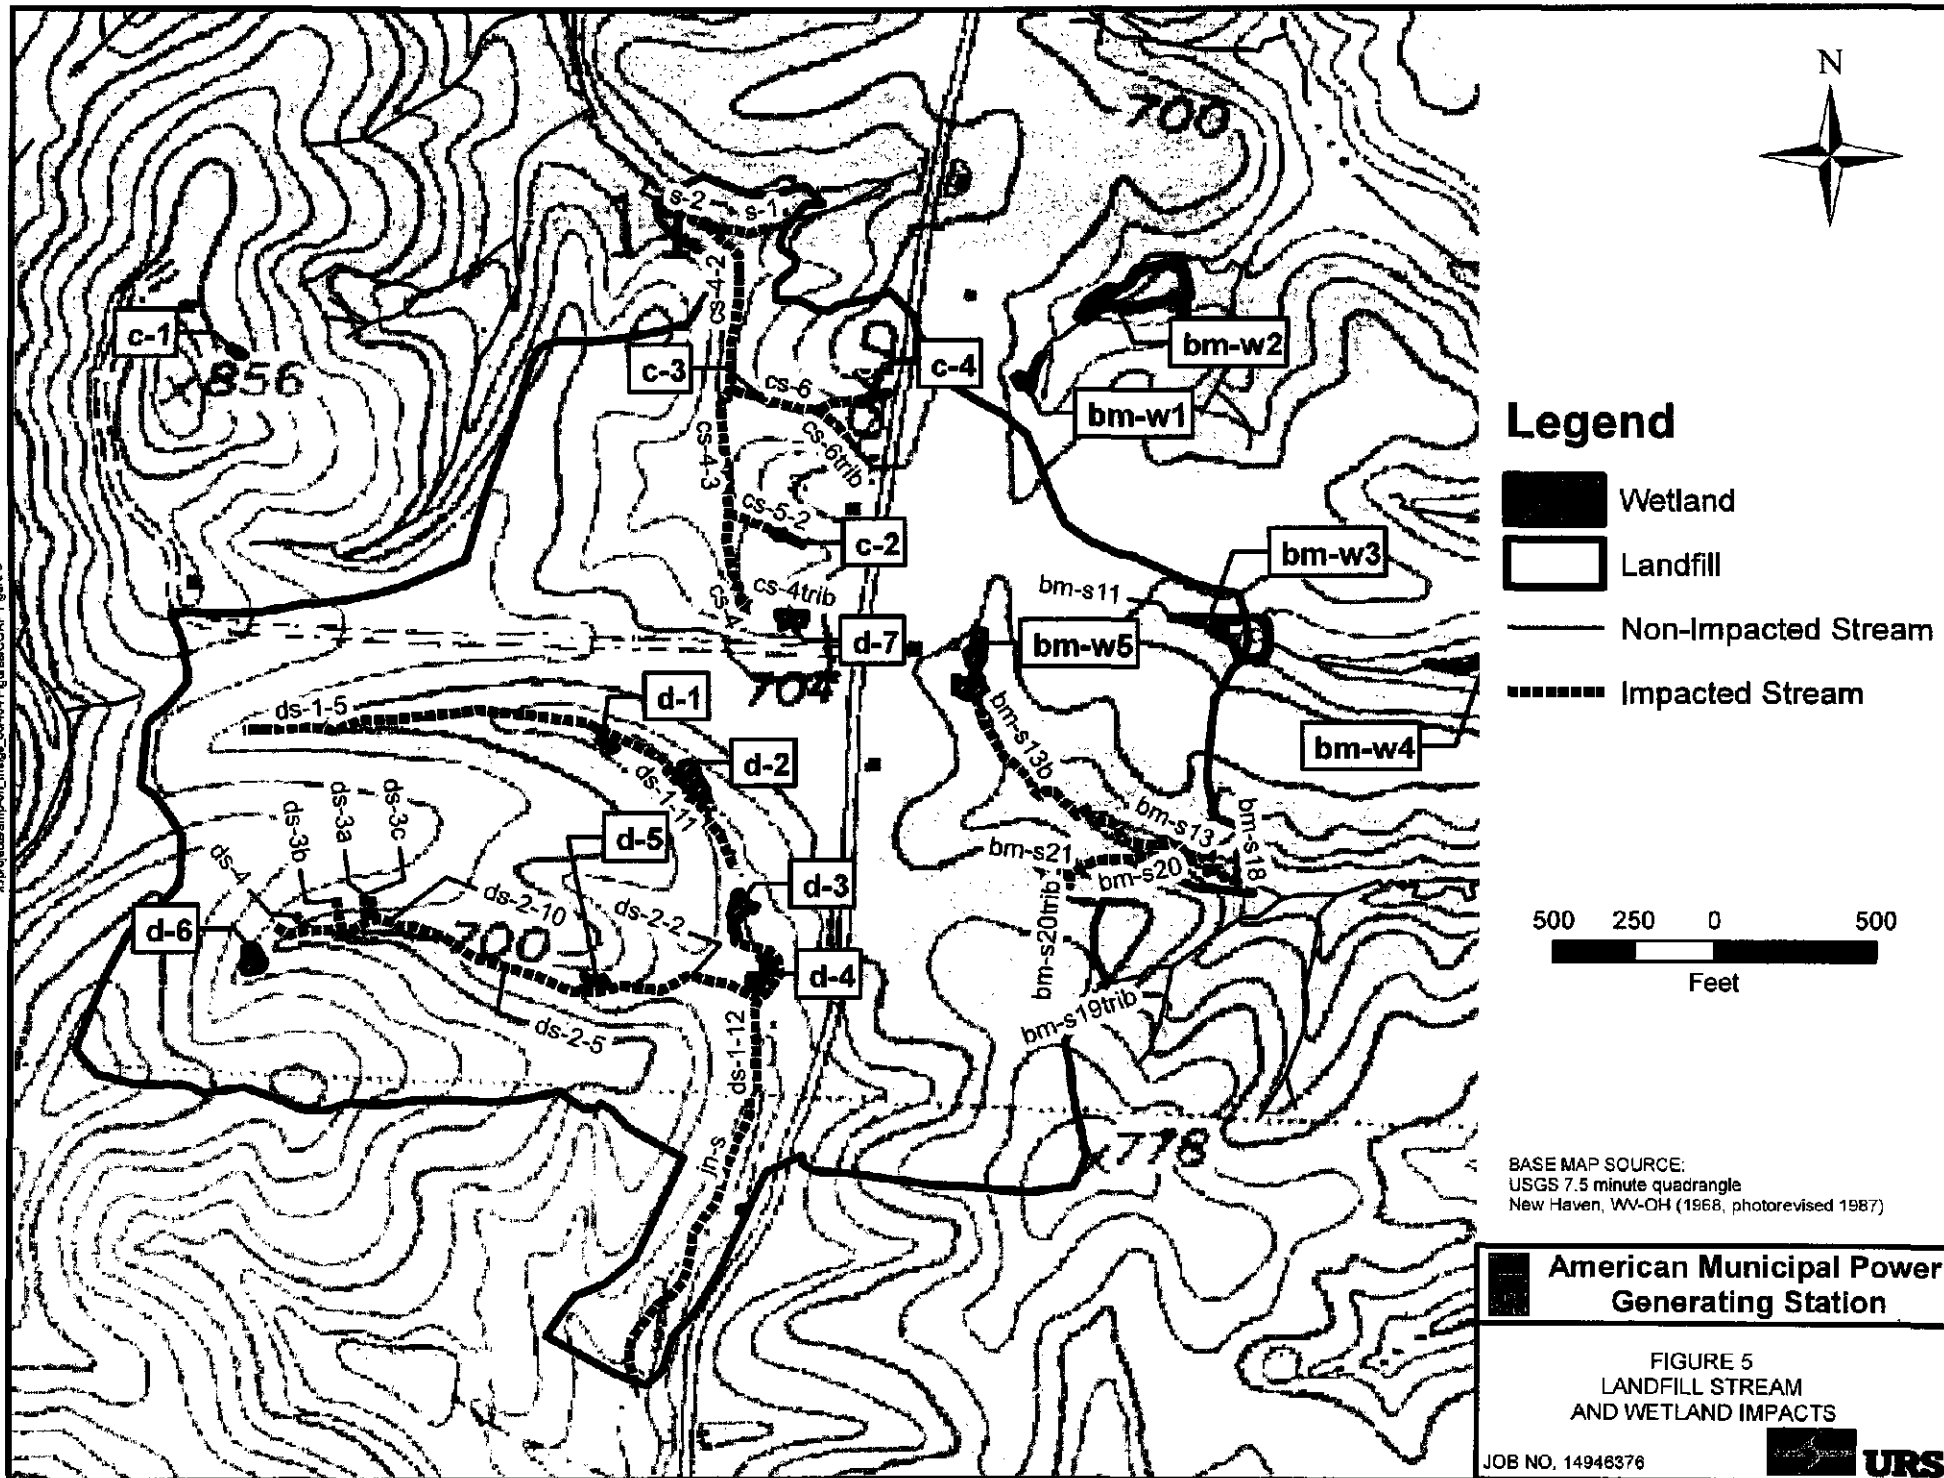 N
700
s-2
s-1
cs-4-2
c-1
856
c-3
cs-6
c-4
bm-w2
bm-w1
cs-6trib
cs-4-3
cs-5-2
c-2
bm-w3
bm-s11
cs-4trib
cs-4
d-7
bm-w5
704
bm-w4
ds-1-5
d-1
d-2
bm-s13b
ds-1-11
ds-3c
ds-3a
ds-3b
ds-4
d-5
bm-s13
bm-s18
bm-s21
bm-s20
d-3
ds-2-10
ds-2-2
d-6
700
bm-s20trib
d-4
ds-2-5
ds-1-12
bm-s19trib
jn-s
778
Legend
Wetland
Landfill
Non-Impacted Stream
Impacted Stream
500 250 0 500
Feet
BASE MAP SOURCE:
USGS 7.5 minute quadrangle
New Haven, WV-OH (1968, photorevised 1987)
American Municipal Power
Generating Station
FIGURE 5
LANDFILL STREAM
AND WETLAND IMPACTS
JOB NO. 14946376
URS